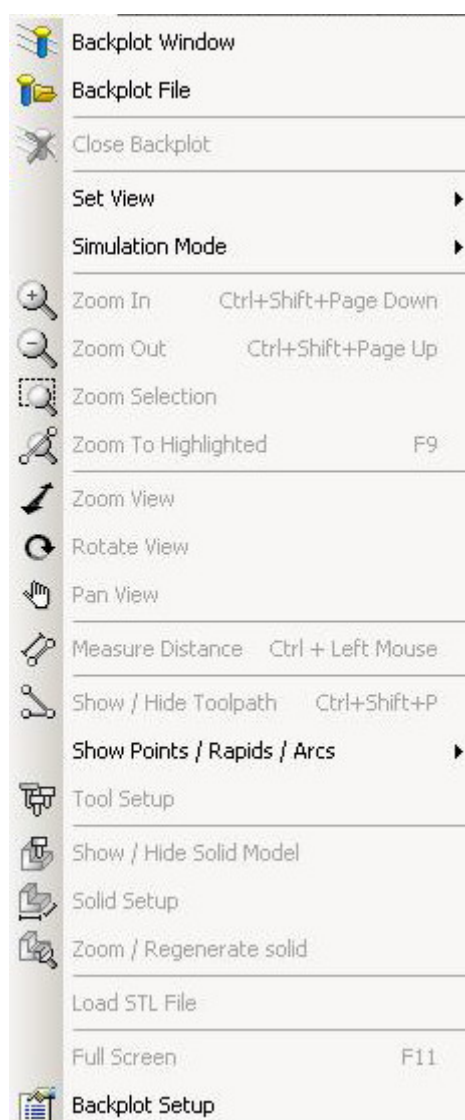 Backplot Window
Backplot File
Close Backplot
Set View
Simulation Mode
Zoom In Ctrl+Shift+Page Down
Zoom Out Ctrl+Shift+Page Up
Zoom Selection
Zoom To Highlighted F9
Zoom View
Rotate View
Pan View
Measure Distance Ctrl + Left Mouse
Show / Hide Toolpath Ctrl+Shift+P
Show Points / Rapids / Arcs
Tool Setup
Show / Hide Solid Model
Solid Setup
Zoom / Regenerate solid
Load STL File
Full Screen F11
Backplot Setup